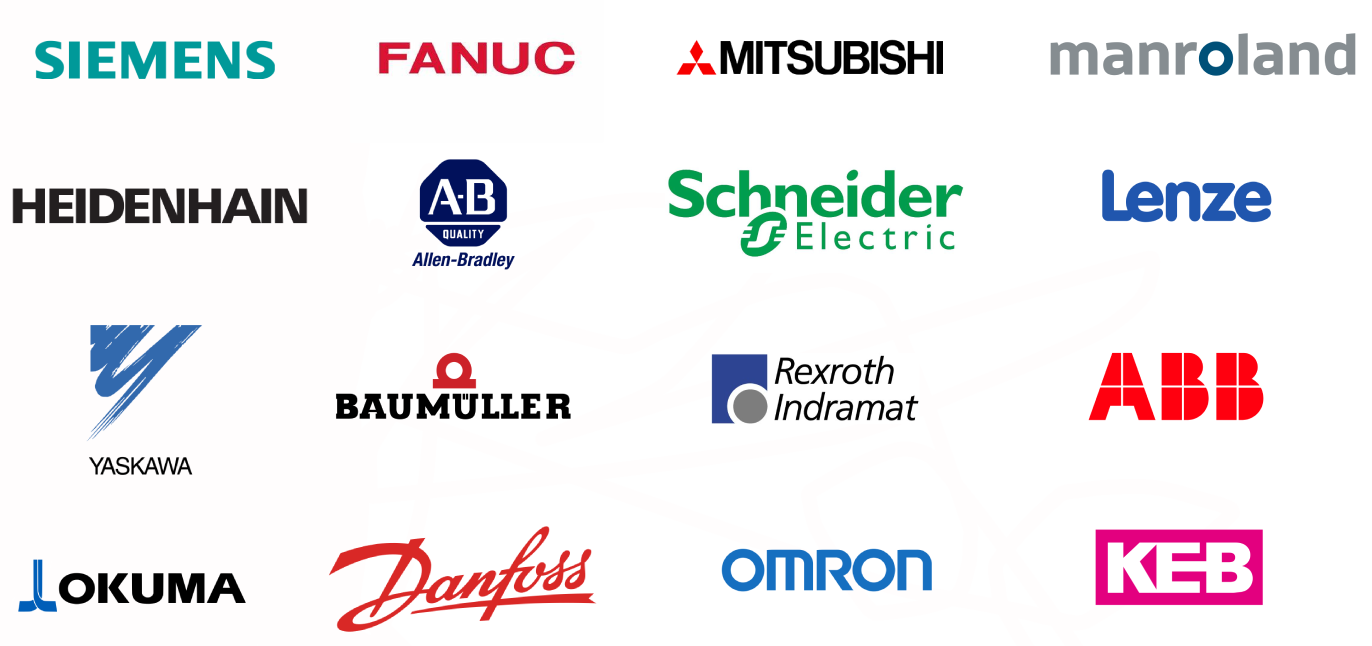 SIEMENS
FANUC
MITSUBISHI
manroland
HEIDENHAIN
A-B
QUALITY
Allen-Bradley
Schneider
Electric
Lenze
YASKAWA
BAUMÜLLER
Rexroth
Indramat
ABB
OKUMA
Danfoss
OMRON
KEB